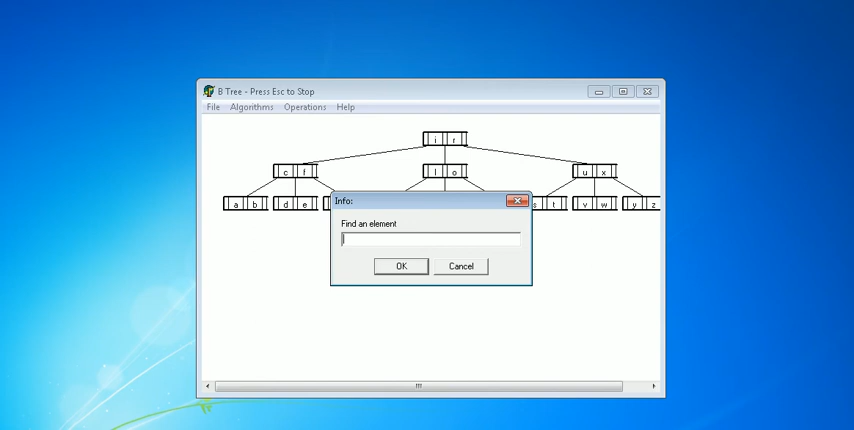 B Tree - Press Esc to Stop
File Algorithms Operations Help
i r
c f l o u x
a b d e s t v w y z
Info:
Find an element
OK Cancel